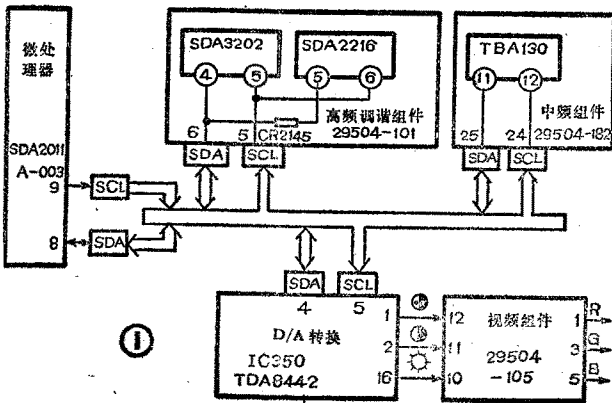 微处
理器
SDA2011
A-003
9
8
SCL
SDA
SDA3202
4
5
SDA2216
5
6
高频调谐组件
29504-101
CR2145
6
5
SDA
SCL
TBA130
11
12
中频组件
29504-182
25
24
SDA
SCL
SDA
SCL
4
5
D/A 转换
IC350
TDA8442
1
2
16
12
11
10
视频组件
29504
-105
1
3
5
R
G
B
①